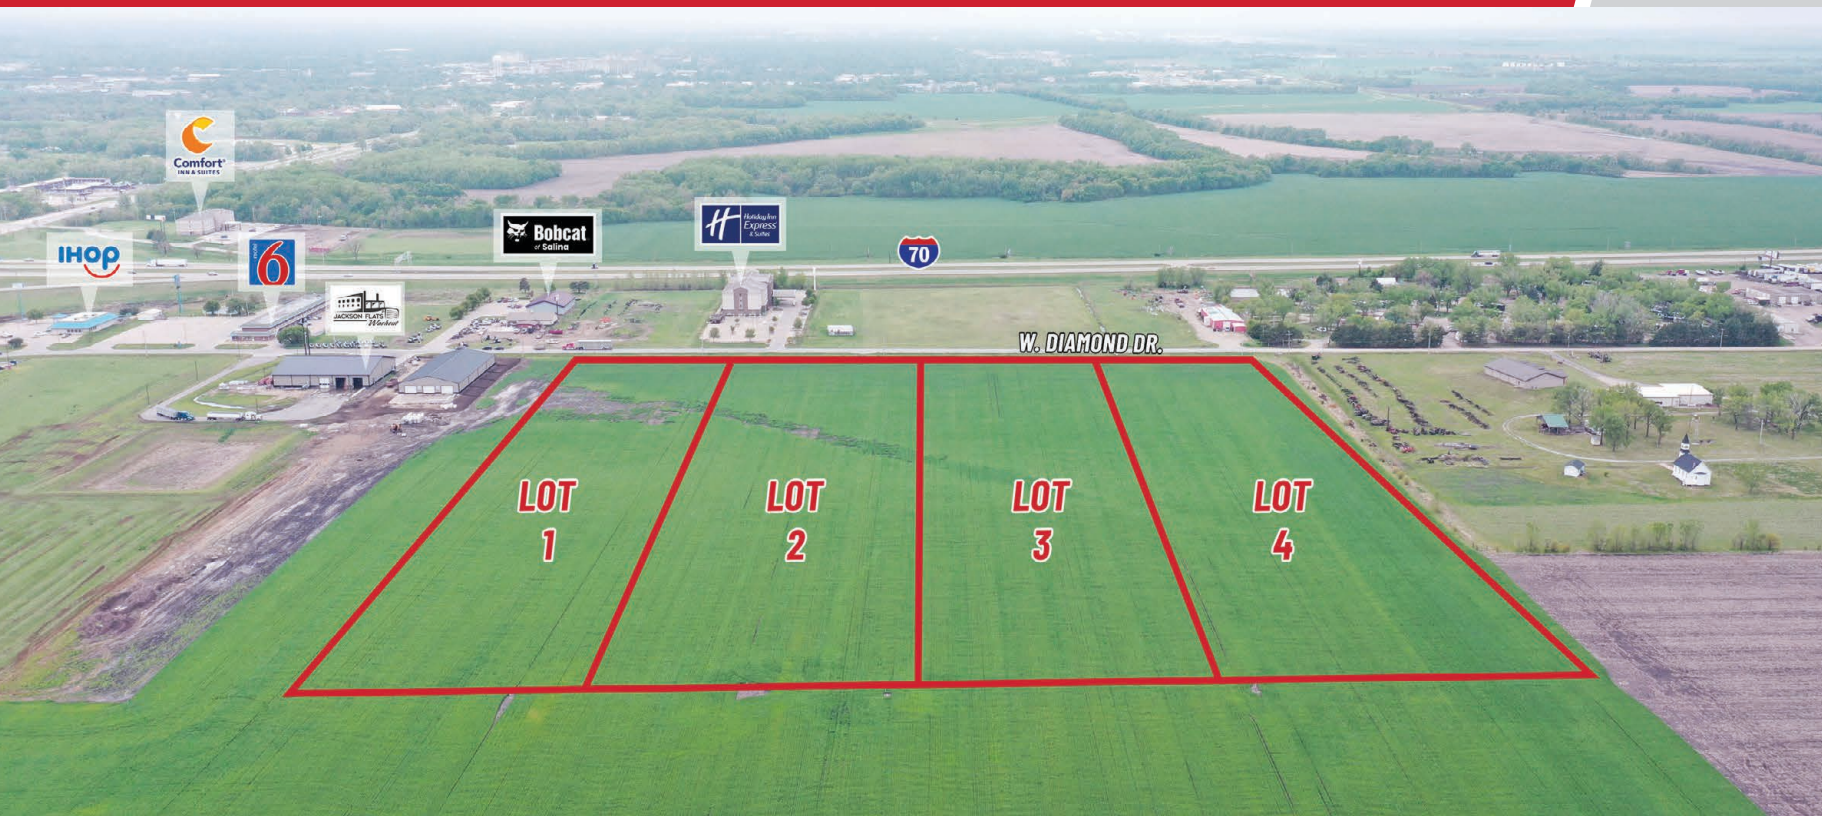 Comfort
INN & SUITES
IHOP
6
JACKSON FLATS
Workout
Bobcat
of Salina
H
Holiday Inn
Express
& Suites
70
W. DIAMOND DR.
LOT
1
LOT
2
LOT
3
LOT
4